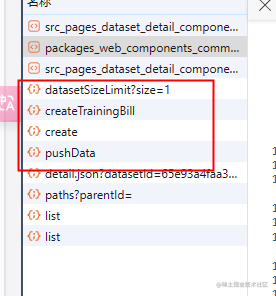 名称
src_pages_dataset_detail_compone...
packages_web_components_comm...
src_pages_dataset_detail_compone...
datasetSizeLimit?size=1
createTrainingBill
create
pushData
detail.json?datasetId=65e93a4faa3...
paths?parentId=
list
list
@稀土掘金技术社区